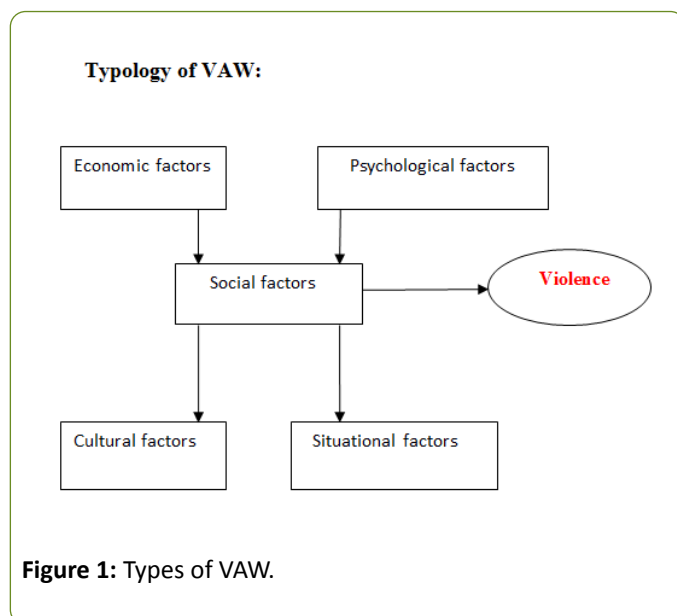 Typology of VAW:
Economic factors
Psychological factors
Social factors
Violence
Cultural factors
Situational factors
Figure 1: Types of VAW.